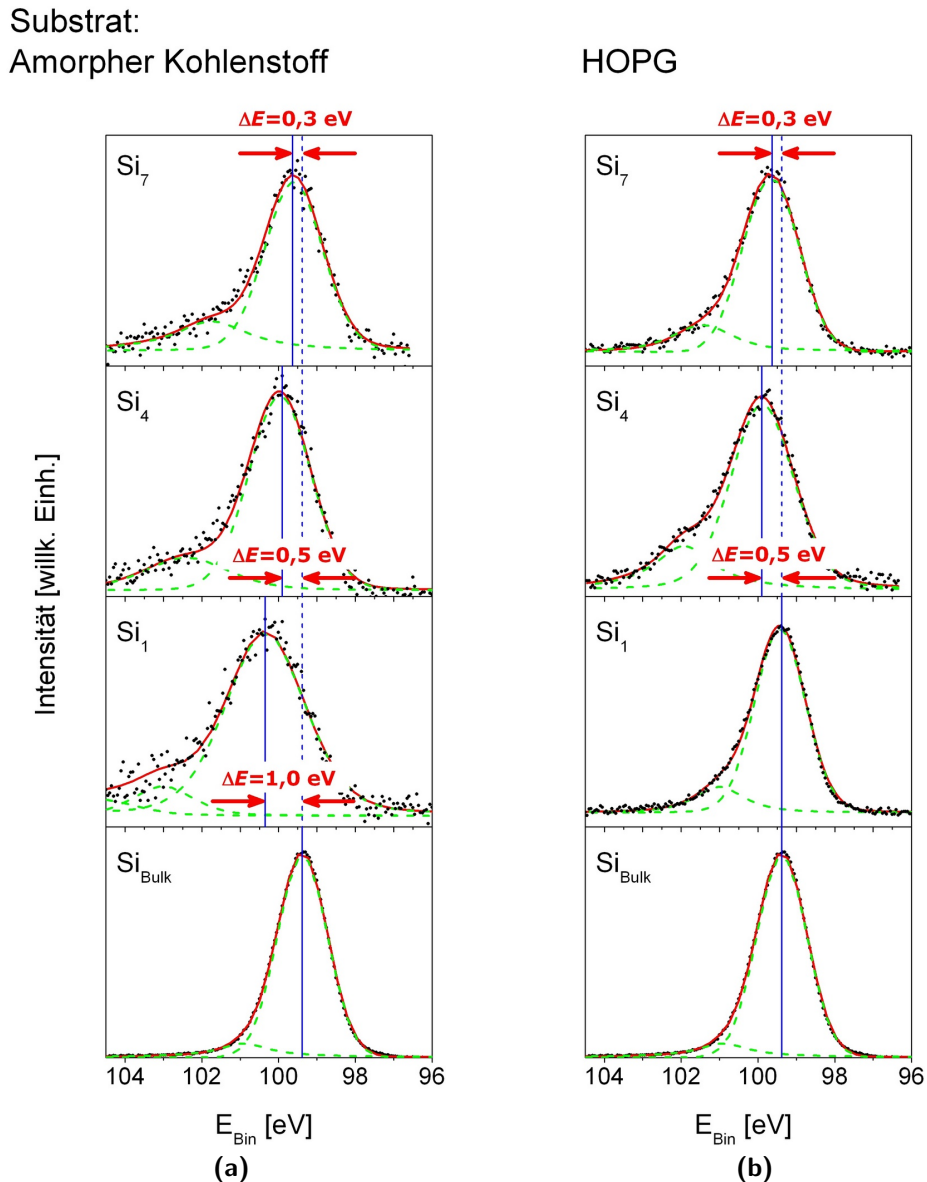 Substrat:
Amorpher Kohlenstoff
HOPG
ΔE=0,3 eV
Si7
Si4
ΔE=0,5 eV
Si1
ΔE=1,0 eV
SiBulk
104 102 100 98 96
EBin [eV]
(a)
Intensität [willk. Einh.]
ΔE=0,3 eV
Si7
Si4
ΔE=0,5 eV
Si1
SiBulk
104 102 100 98 96
EBin [eV]
(b)